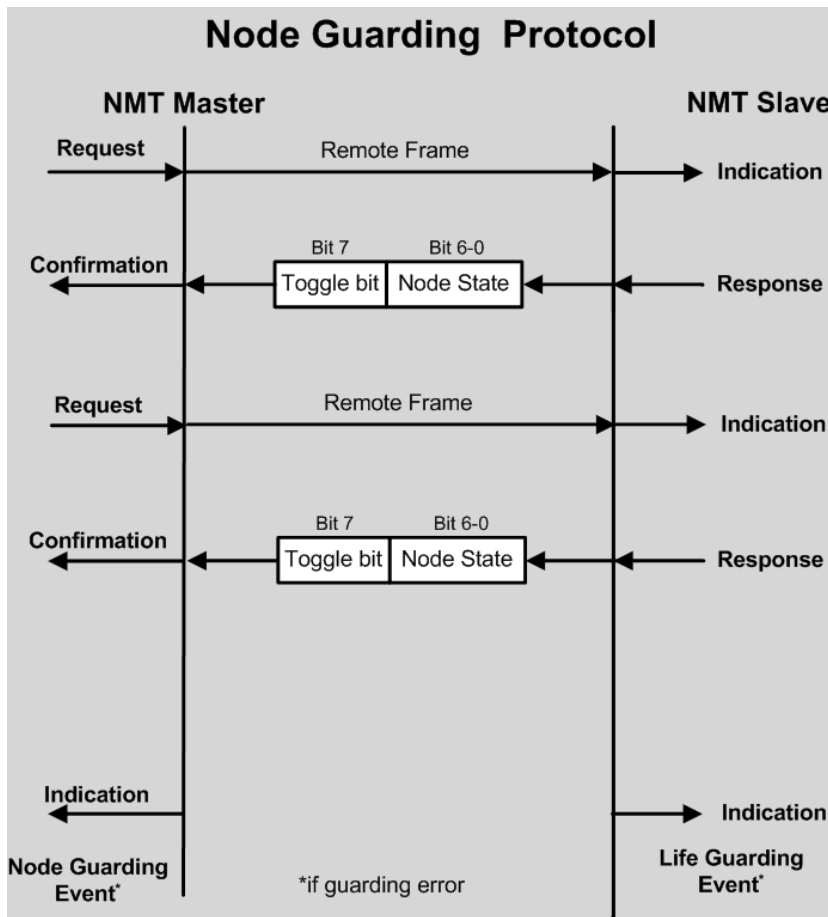 Node Guarding Protocol
NMT Master
NMT Slave
Request
Remote Frame
Indication
Bit 7
Bit 6-0
Confirmation
Toggle bit
Node State
Response
Request
Remote Frame
Indication
Bit 7
Bit 6-0
Confirmation
Toggle bit
Node State
Response
Indication
Indication
Node Guarding
Event*
*if guarding error
Life Guarding
Event*